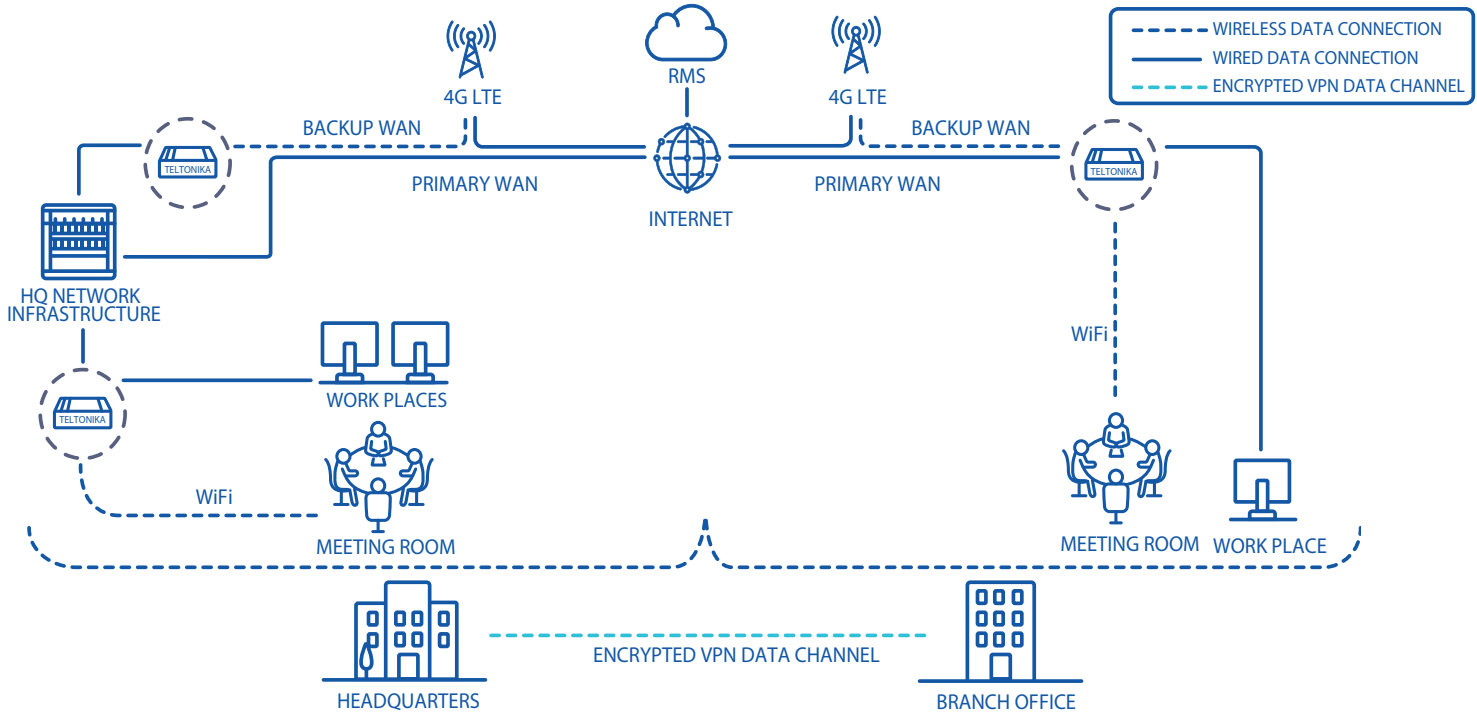 WIRELESS DATA CONNECTION
WIRED DATA CONNECTION
ENCRYPTED VPN DATA CHANNEL
RMS
4G LTE
4G LTE
BACKUP WAN
BACKUP WAN
TELTONIKA
TELTONIKA
PRIMARY WAN
PRIMARY WAN
INTERNET
HQ NETWORK
INFRASTRUCTURE
WiFi
WORK PLACES
TELTONIKA
WiFi
MEETING ROOM
MEETING ROOM
WORK PLACE
ENCRYPTED VPN DATA CHANNEL
HEADQUARTERS
BRANCH OFFICE